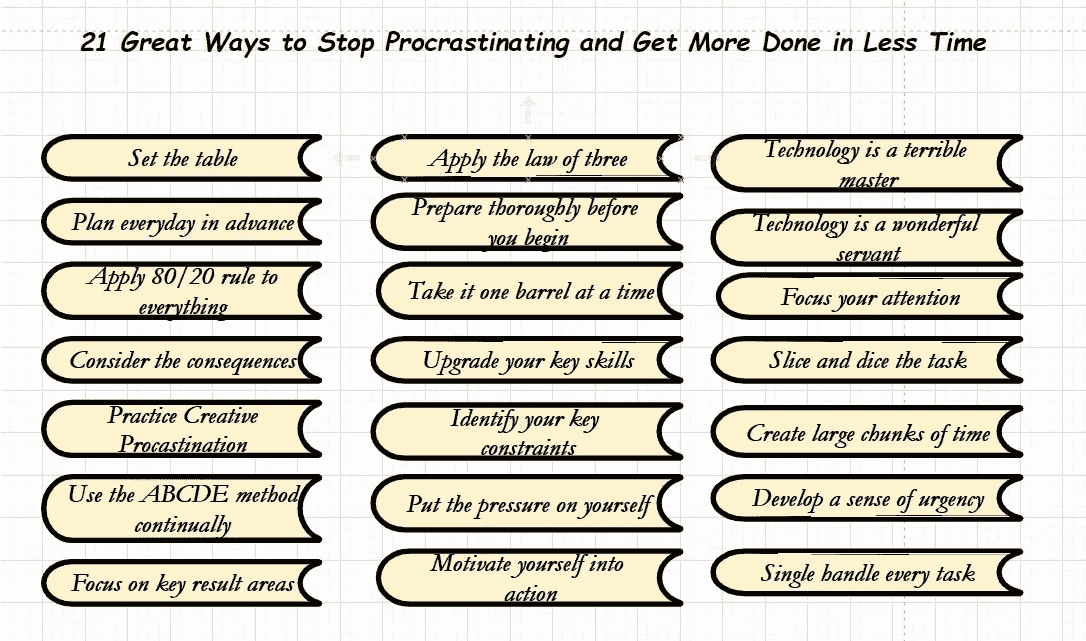 21 Great Ways to Stop Procrastinating and Get More Done in Less Time
Set the table
Plan everyday in advance
Apply 80/20 rule to
everything
Consider the consequences
Practice Creative
Procastination
Use the ABCDE method
continually
Focus on key result areas
Apply the law of three
Prepare thoroughly before
you begin
Take it one barrel at a time
Upgrade your key skills
Identify your key
constraints
Put the pressure on yourself
Motivate yourself into
action
Technology is a terrible
master
Technology is a wonderful
servant
Focus your attention
Slice and dice the task
Create large chunks of time
Develop a sense of urgency
Single handle every task